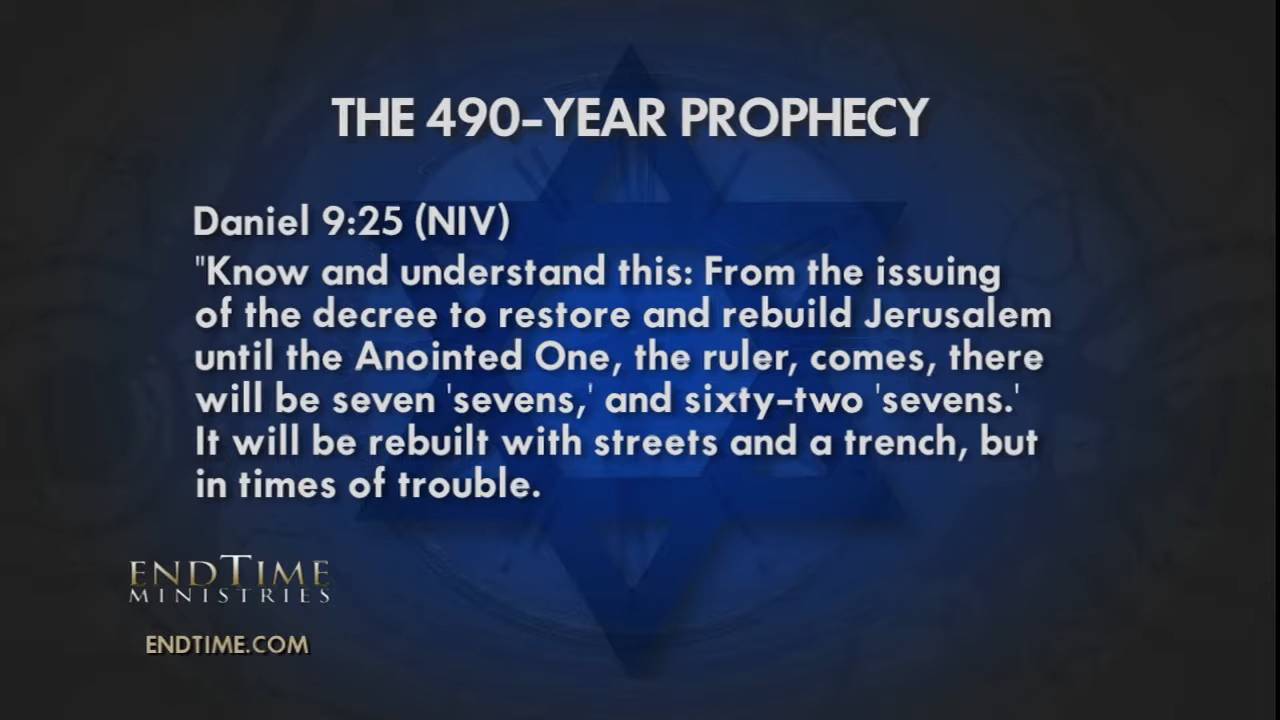 THE 490-YEAR PROPHECY
Daniel 9:25 (NIV)
"Know and understand this: From the issuing
of the decree to restore and rebuild Jerusalem
until the Anointed One, the ruler, comes, there
will be seven 'sevens,' and sixty-two 'sevens.'
It will be rebuilt with streets and a trench, but
in times of trouble.
ENDTIME
MINISTRIES
ENDTIME.COM